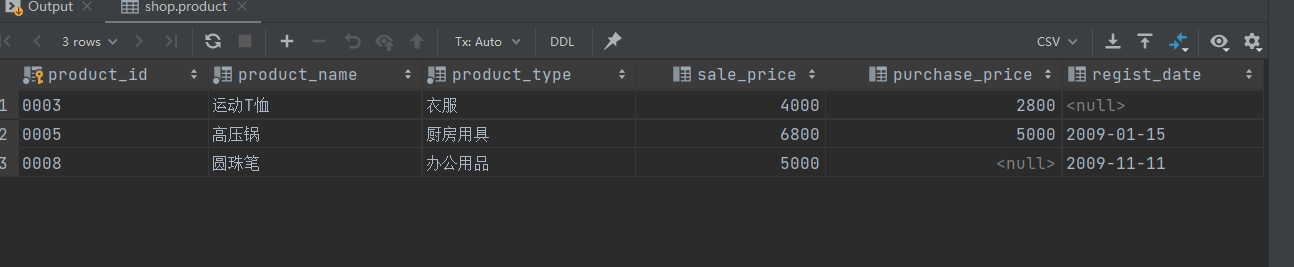 Output shop.product
3 rows Tx: Auto DDL CSV
product_id product_name product_type sale_price purchase_price regist_date
1 0003 运动T恤 衣服 4000 2800 <null>
2 0005 高压锅 厨房用具 6800 5000 2009-01-15
3 0008 圆珠笔 办公用品 5000 <null> 2009-11-11